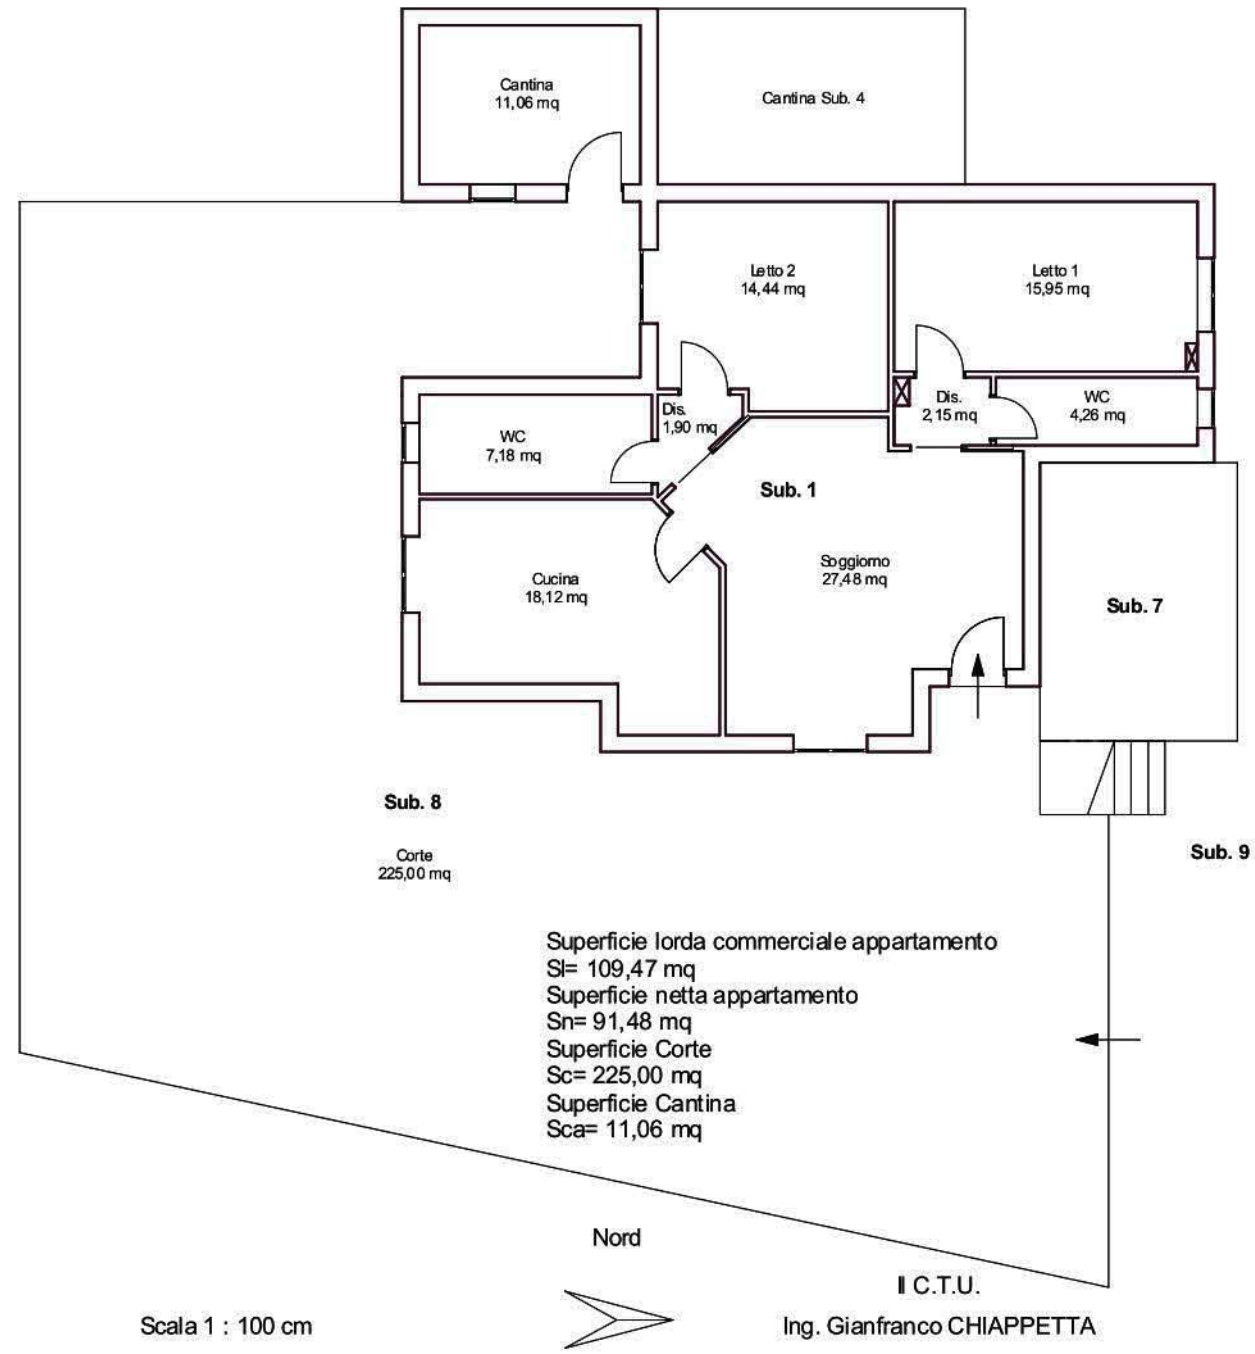 Cantina
11,06 mq
Cantina Sub. 4
Letto 2
14,44 mq
Letto 1
15,95 mq
Dis.
1,90 mq
Dis.
2,15 mq
WC
4,26 mq
WC
7,18 mq
Sub. 1
Soggiorno
27,48 mq
Cucina
18,12 mq
Sub. 7
Sub. 8
Corte
225,00 mq
Sub. 9
Superficie lorda commerciale appartamento
Sl= 109,47 mq
Superficie netta appartamento
Sn= 91,48 mq
Superficie Corte
Sc= 225,00 mq
Superficie Cantina
Sca= 11,06 mq
Nord
Il C.T.U.
Scala 1 : 100 cm
Ing. Gianfranco CHIAPPETTA